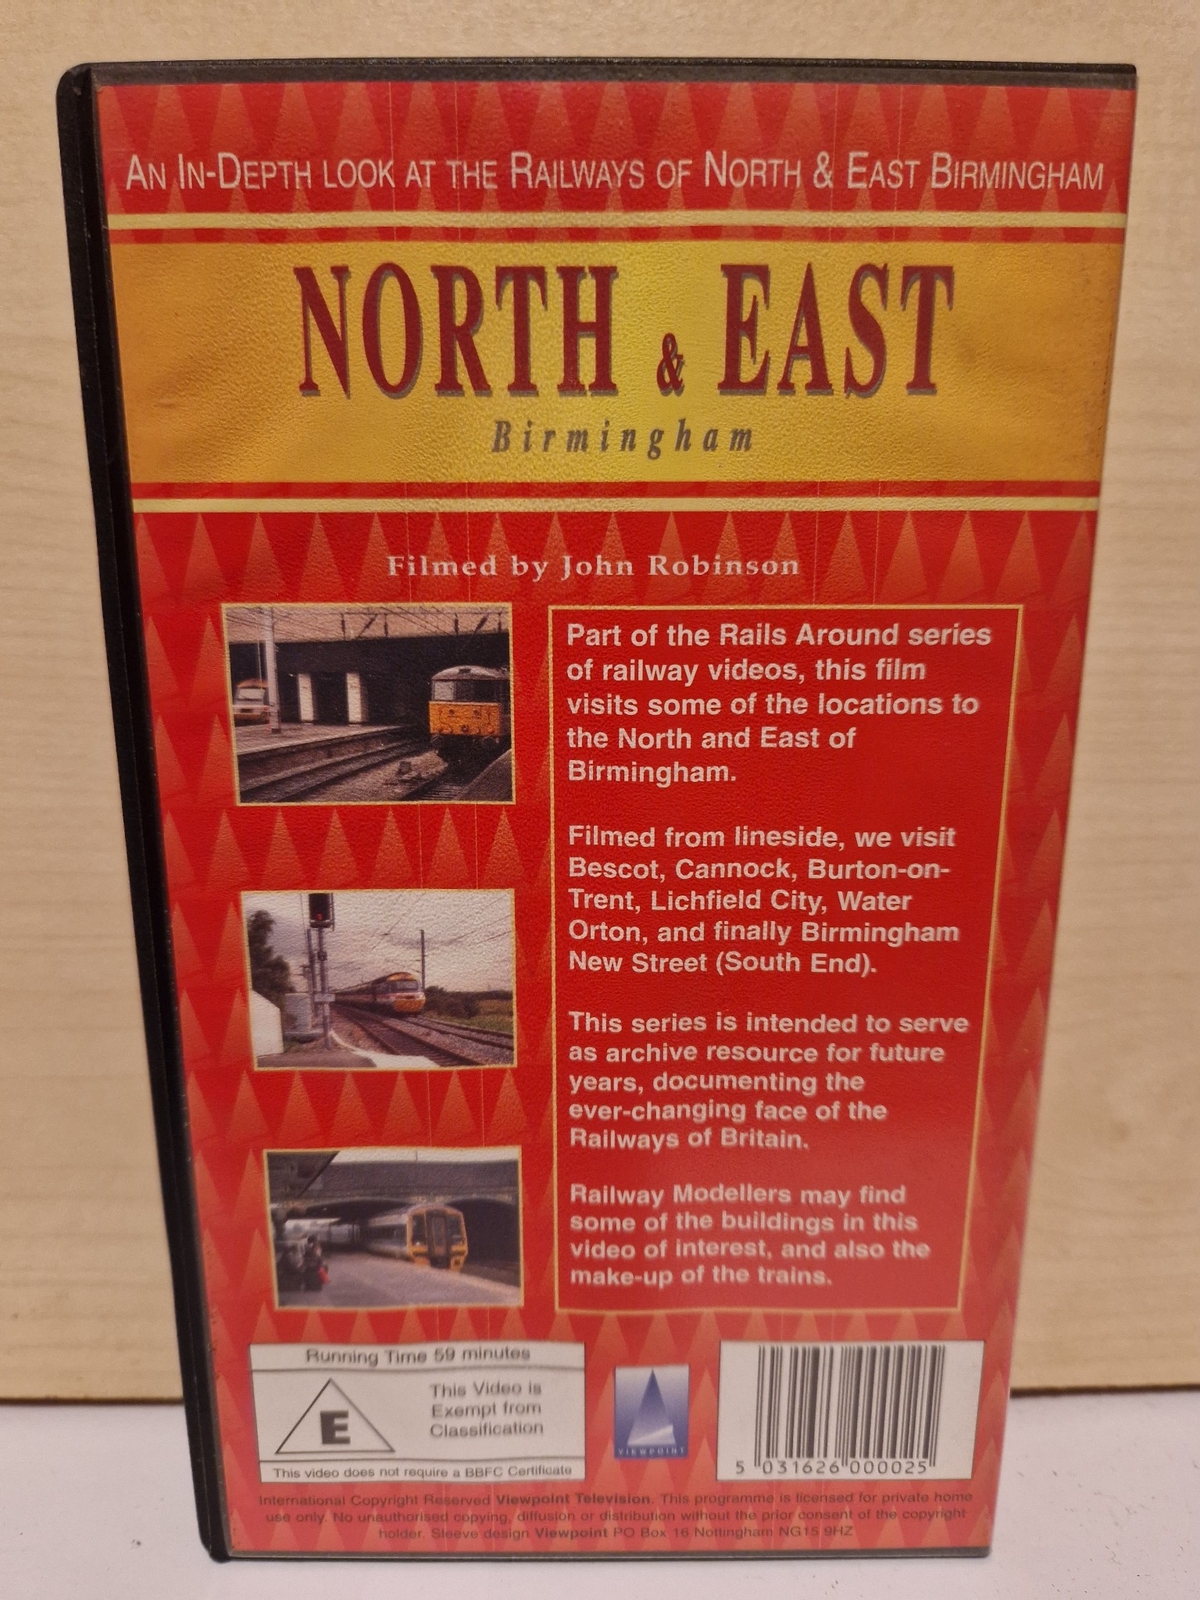 An In-Depth look at the Railways of North & East Birmingham
NORTH & EAST
Birmingham
Filmed by John Robinson
Part of the Rails Around series
of railway videos, this film
visits some of the locations to
the North and East of
Birmingham.
Filmed from lineside, we visit
Bescot, Cannock, Burton-on-
Trent, Lichfield City, Water
Orton, and finally Birmingham
New Street (South End).
This series is intended to serve
as archive resource for future
years, documenting the
ever-changing face of the
Railways of Britain.
Railway Modellers may find
some of the buildings in this
video of interest, and also the
make-up of the trains.
Running Time 59 minutes
E
This Video is
Exempt from
Classification
This video does not require a BBFC Certificate
VIEWPOINT
5 031626 000025
International Copyright Reserved Viewpoint Television. This programme is licensed for private home
use only. No unauthorised copying, diffusion or distribution without the prior consent of the copyright
holder. Sleeve design Viewpoint PO Box 16 Nottingham NG15 9HZ